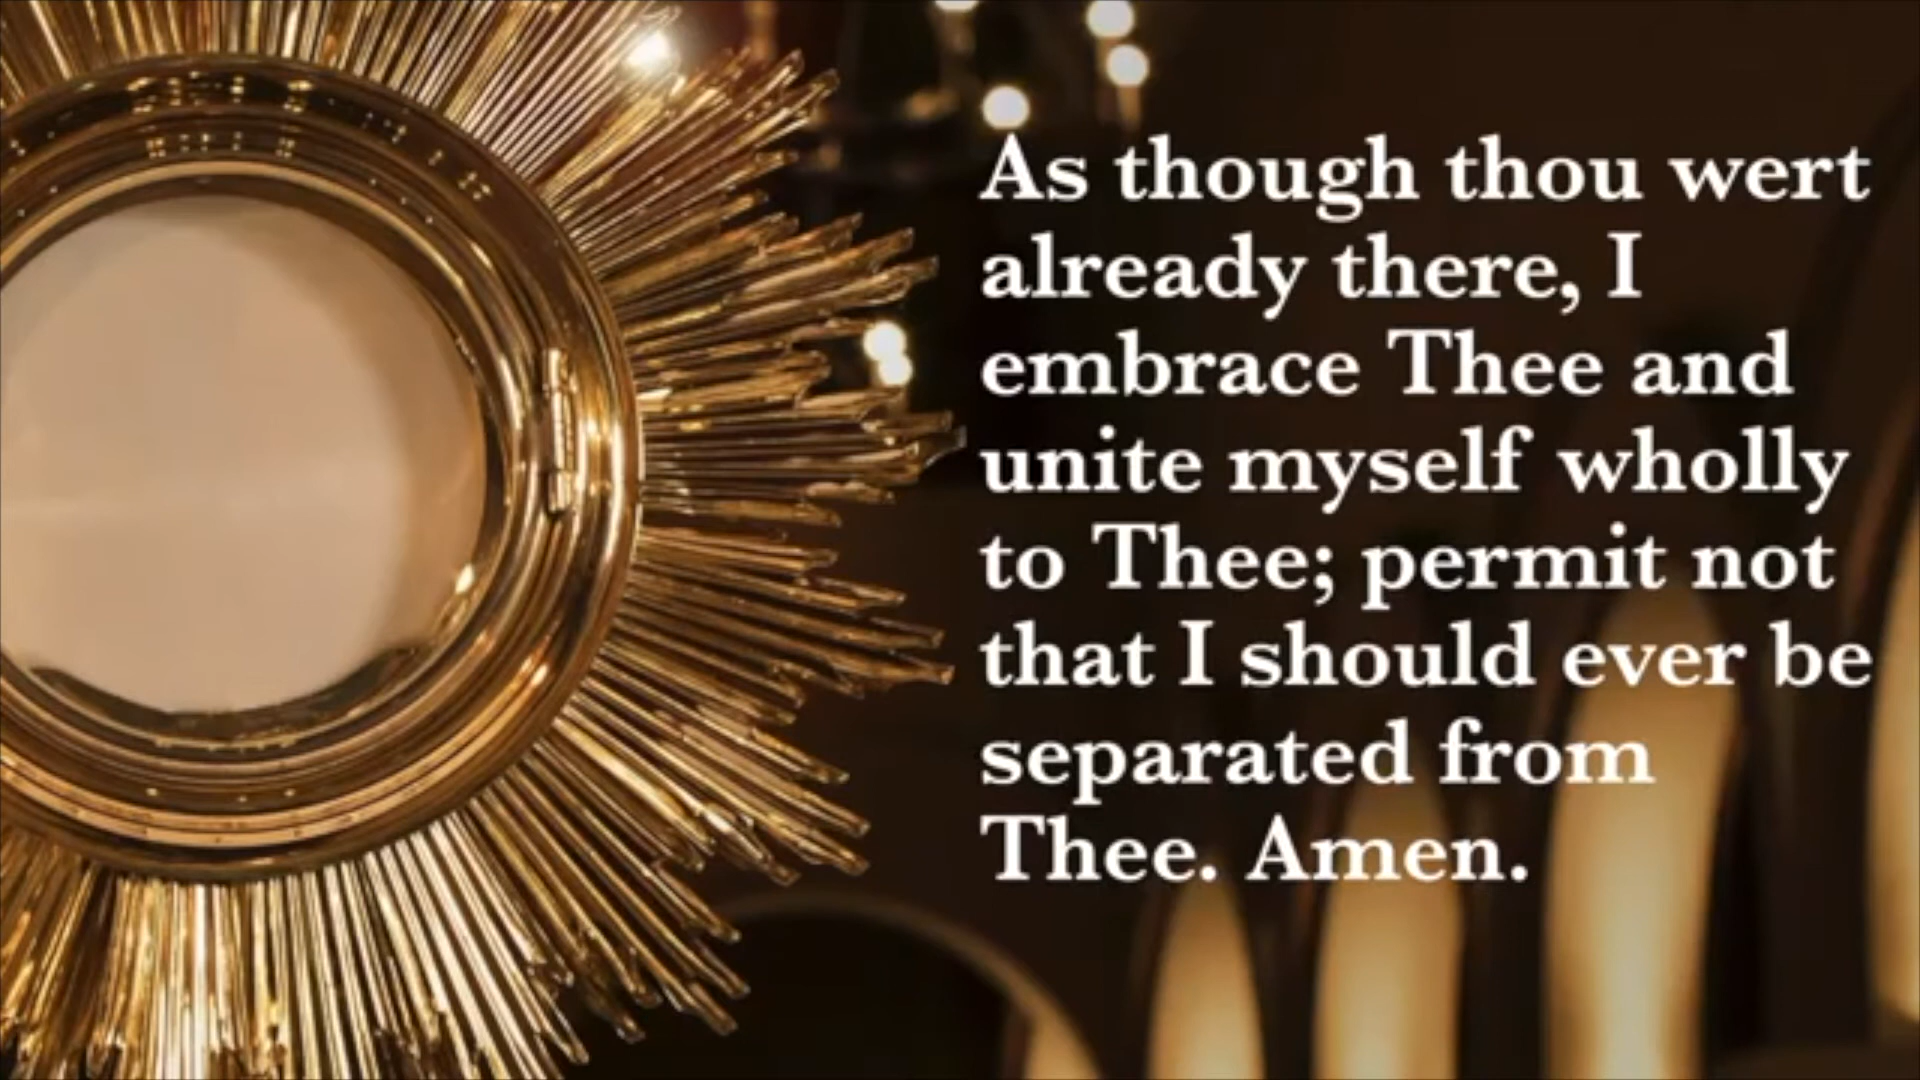 As though thou wert
already there, I
embrace Thee and
unite myself wholly
to Thee; permit not
that I should ever be
separated from
Thee. Amen.